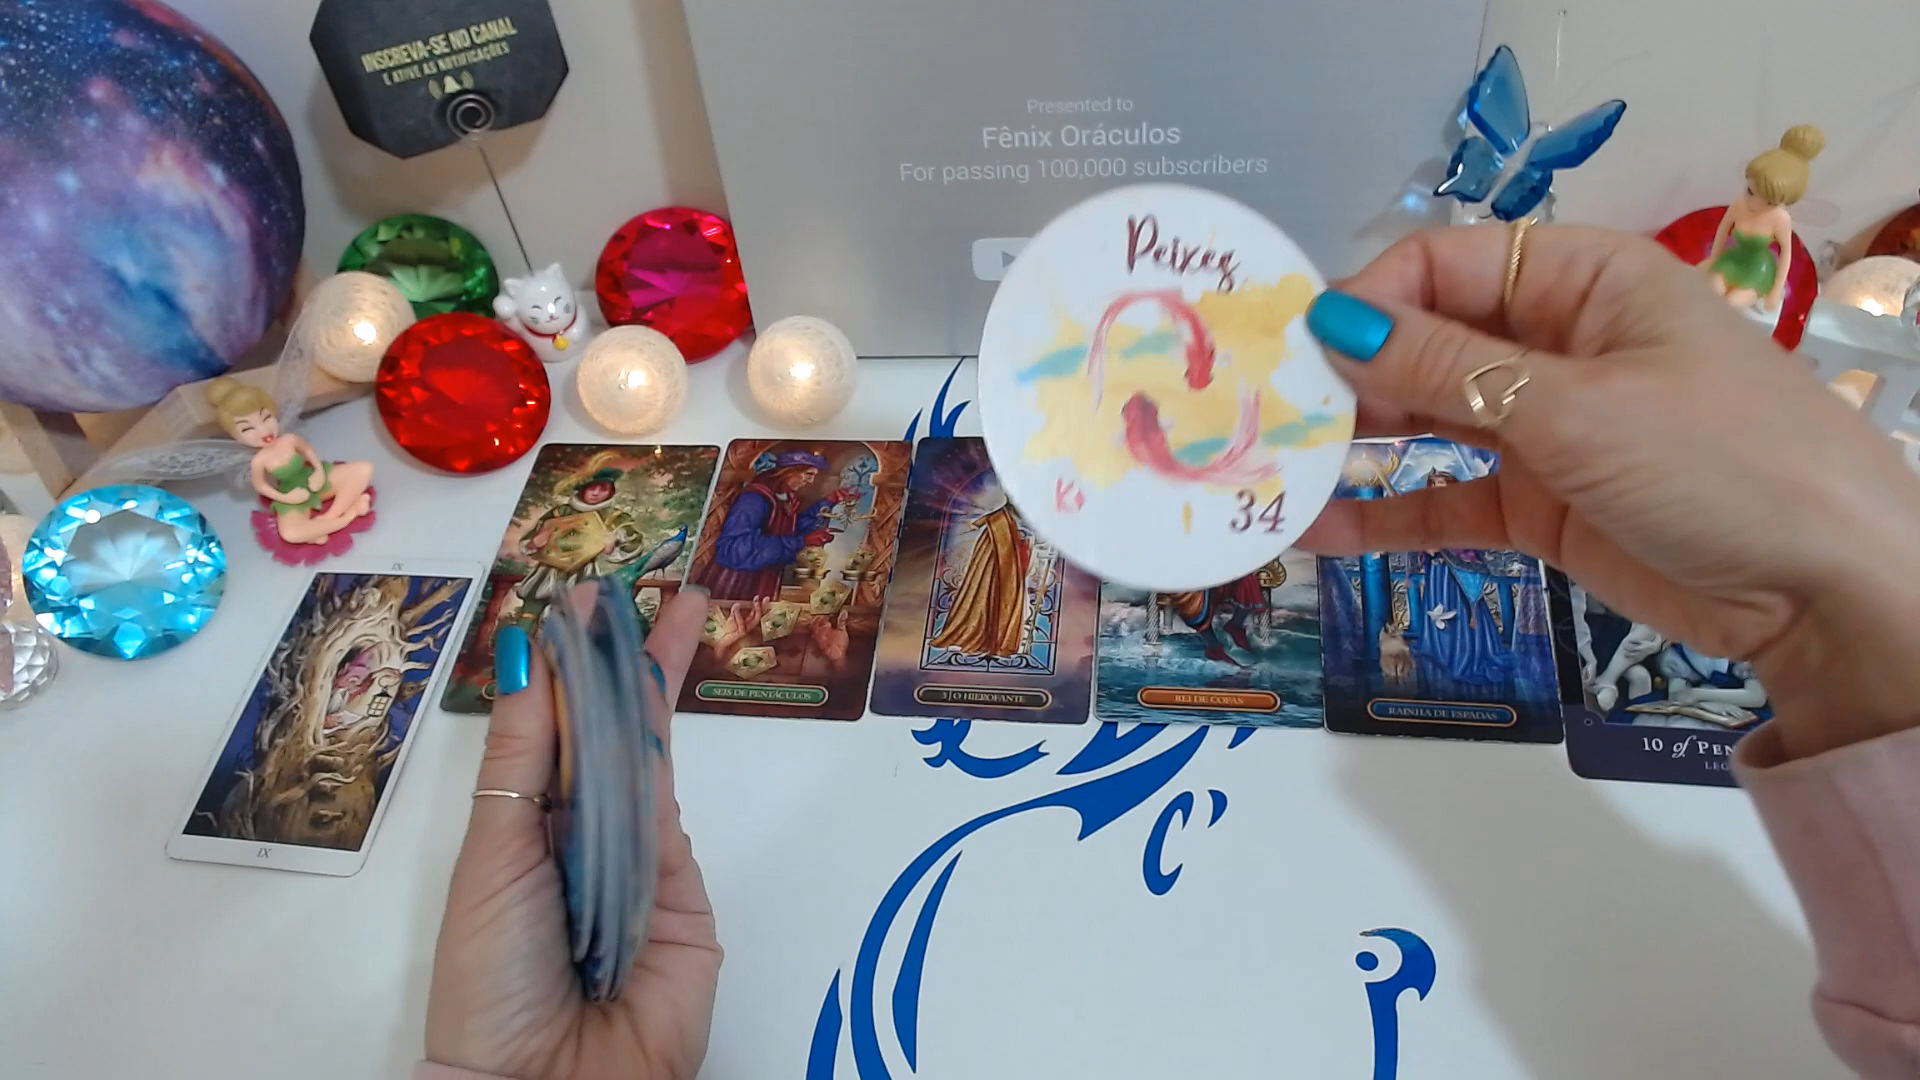 INSCREVA-SE NO CANAL
E ATIVE AS NOTIFICAÇÕES
Presented to
Fênix Oráculos
For passing 100,000 subscribers
Peixes
K
34
IX
IX
SEIS DE PENTÁCULOS
5 | O HIEROFANTE
REI DE COPAS
RAINHA DE ESPADAS
10 of PEN
LEG